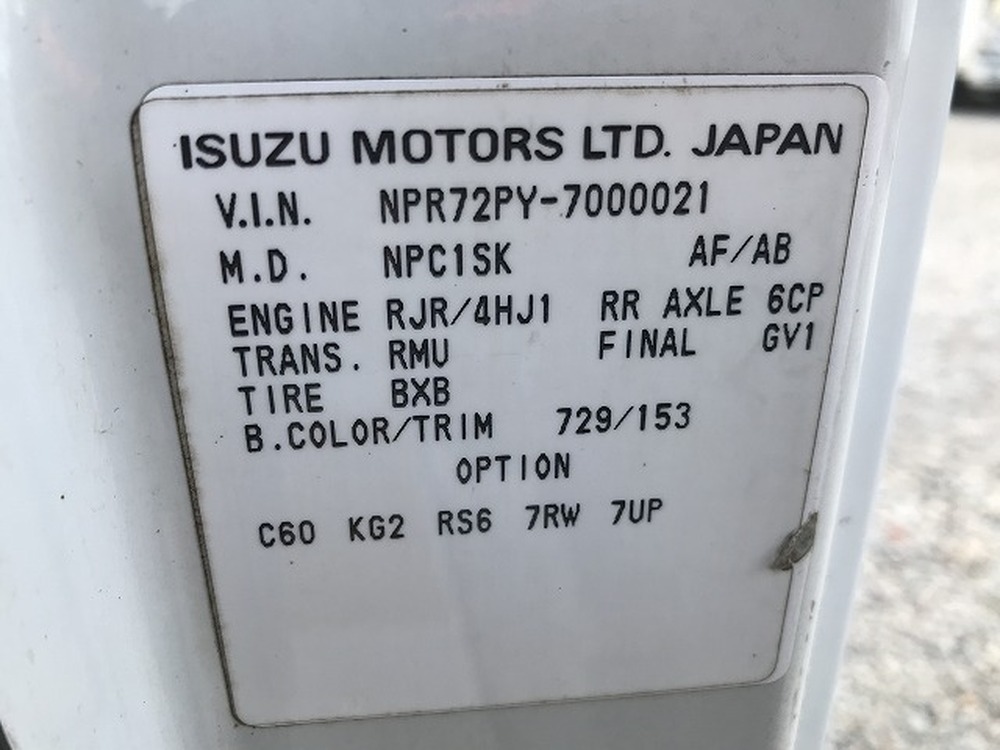 ISUZU MOTORS LTD. JAPAN
V.I.N. NPR72PY-7000021
M.D. NPC1SK AF/AB
ENGINE RJR/4HJ1 RR AXLE 6CP
TRANS. RMU FINAL GV1
TIRE BXB
B.COLOR/TRIM 729/153
OPTION
C60 KG2 RS6 7RW 7UP